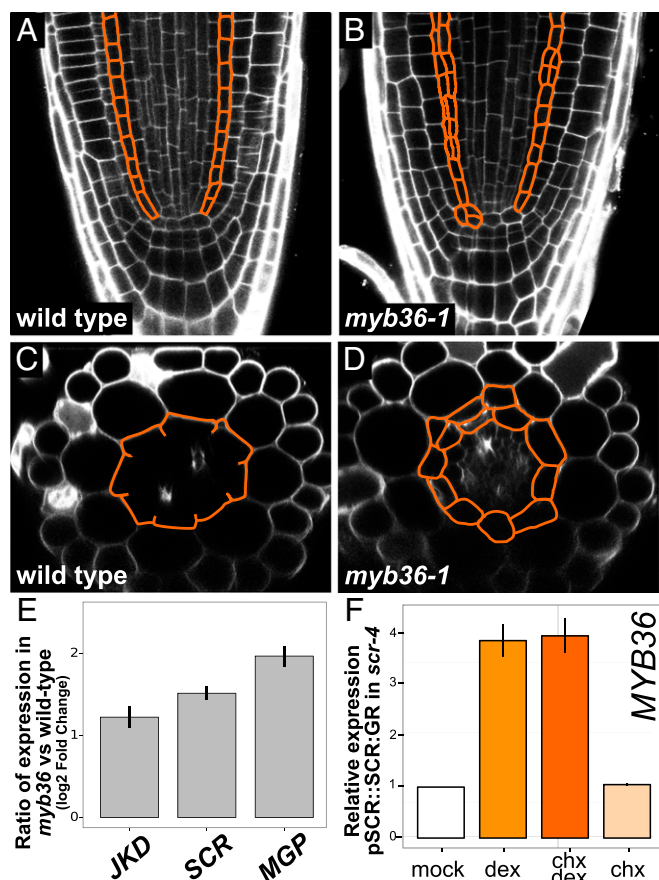 A
B
wild type
myb36-1
C
D
wild type
myb36-1
E
Ratio of expression in
myb36 vs wild-type
(log2 Fold Change)
2
1
0
JKD
SCR
MGP
F
Relative expression
pSCR::SCR:GR in scr-4
4
3
2
1
0
MYB36
mock
dex
chx
dex
chx